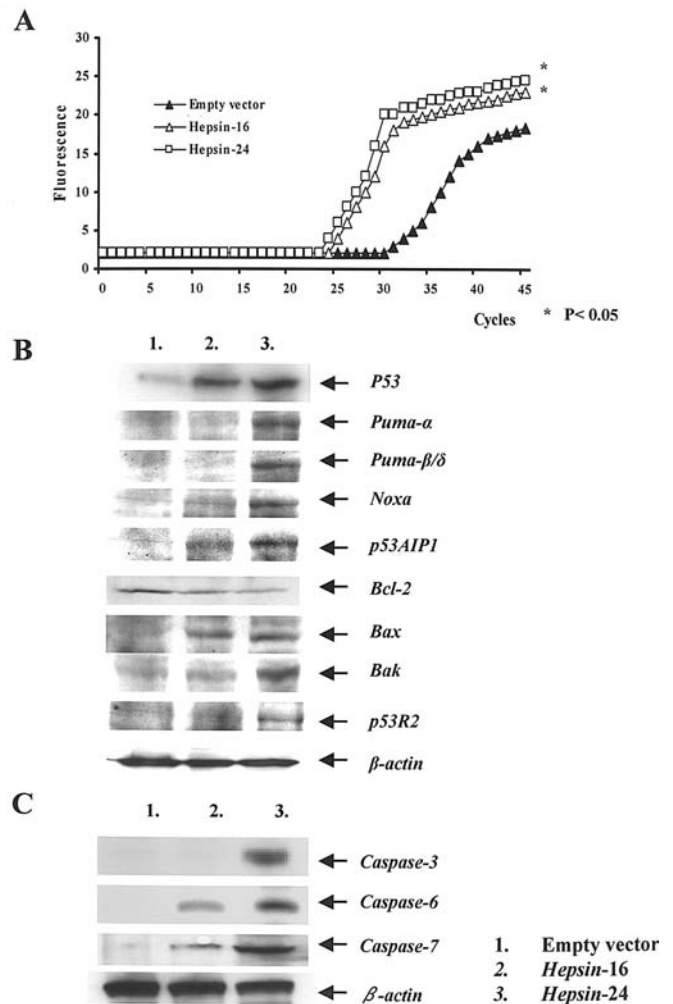 A
30
25
20
15
10
5
0
Fluorescence
Empty vector
Hepsin-16
Hepsin-24
*
*
0 5 10 15 20 25 30 35 40 45
Cycles
* P< 0.05
B
1. 2. 3.
P53
Puma-α
Puma-β/δ
Noxa
p53AIP1
Bcl-2
Bax
Bak
p53R2
β-actin
C
1. 2. 3.
Caspase-3
Caspase-6
Caspase-7
β-actin
1. Empty vector
2. Hepsin-16
3. Hepsin-24